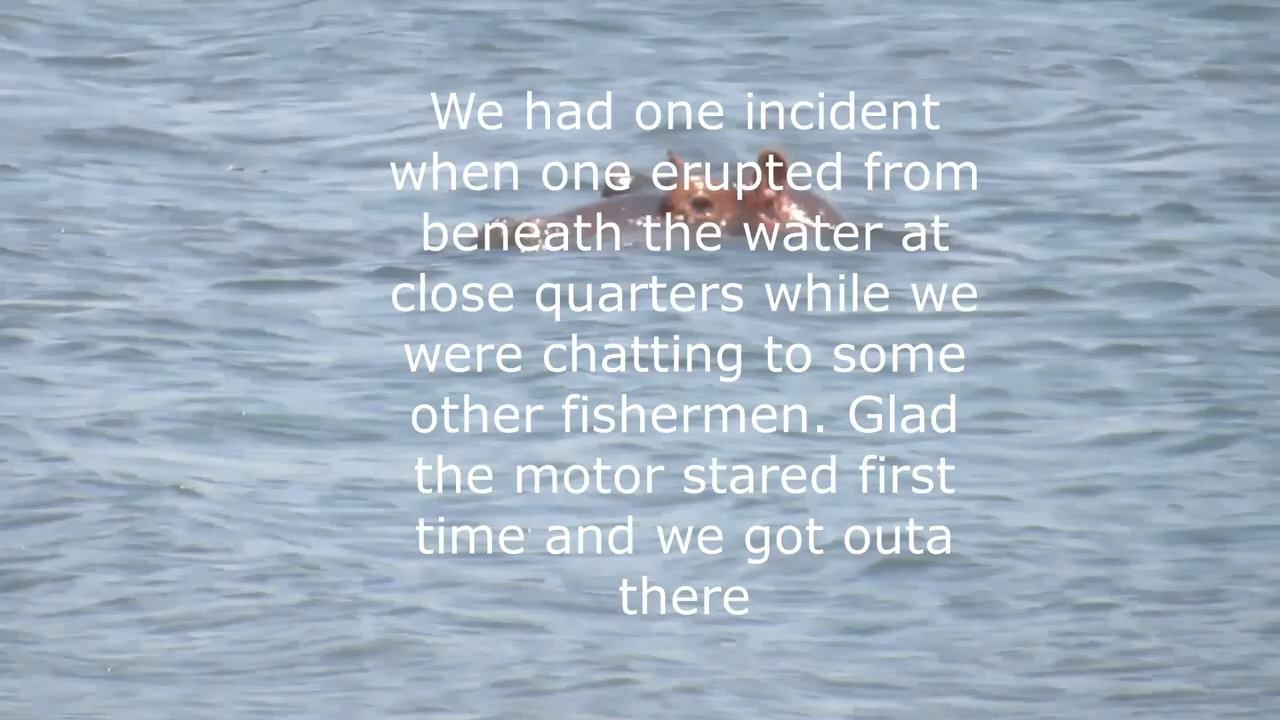 We had one incident
when one erupted from
beneath the water at
close quarters while we
were chatting to some
other fishermen. Glad
the motor stared first
time and we got outa
there